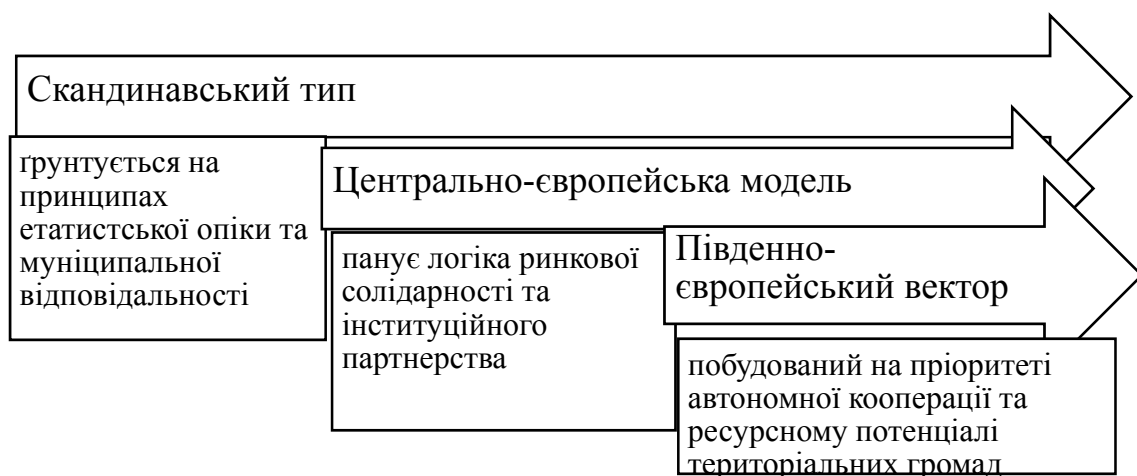 Скандинавський тип
ґрунтується на
принципах
етатистської опіки та
муніципальної
відповідальності
Центрально-європейська модель
панує логіка ринкової
солідарності та
інституційного
партнерства
Південно-
європейський вектор
побудований на пріоритеті
автономної кооперації та
ресурсному потенціалі
територіальних громад